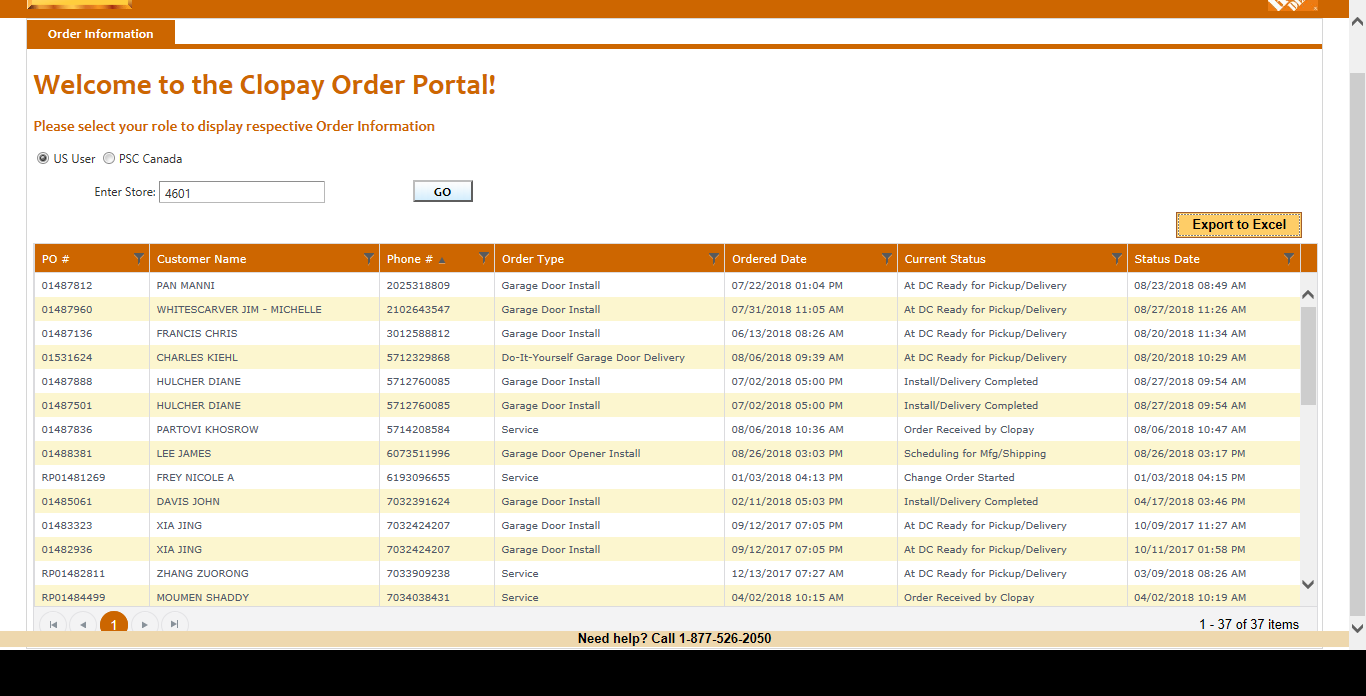 Order Information
Welcome to the Clopay Order Portal!
Please select your role to display respective Order Information
US User PSC Canada
Enter Store: 4601 GO
Export to Excel
PO # Customer Name Phone # Order Type Ordered Date Current Status Status Date
01487812 PAN MANNI 2025318809 Garage Door Install 07/22/2018 01:04 PM At DC Ready for Pickup/Delivery 08/23/2018 08:49 AM
01487960 WHITESCARVER JIM - MICHELLE 2102643547 Garage Door Install 07/31/2018 11:05 AM At DC Ready for Pickup/Delivery 08/27/2018 11:26 AM
01487136 FRANCIS CHRIS 3012588812 Garage Door Install 06/13/2018 08:26 AM At DC Ready for Pickup/Delivery 08/20/2018 11:34 AM
01531624 CHARLES KIEHL 5712329868 Do-It-Yourself Garage Door Delivery 08/06/2018 09:39 AM At DC Ready for Pickup/Delivery 08/20/2018 10:29 AM
01487888 HULCHER DIANE 5712760085 Garage Door Install 07/02/2018 05:00 PM Install/Delivery Completed 08/27/2018 09:54 AM
01487501 HULCHER DIANE 5712760085 Garage Door Install 07/02/2018 05:00 PM Install/Delivery Completed 08/27/2018 09:54 AM
01487836 PARTOVI KHOSROW 5714208584 Service 08/06/2018 10:36 AM Order Received by Clopay 08/06/2018 10:47 AM
01488381 LEE JAMES 6073511996 Garage Door Opener Install 08/26/2018 03:03 PM Scheduling for Mfg/Shipping 08/26/2018 03:17 PM
RP01481269 FREY NICOLE A 6193096655 Service 01/03/2018 04:13 PM Change Order Started 01/03/2018 04:15 PM
01485061 DAVIS JOHN 7032391624 Garage Door Install 02/11/2018 05:03 PM Install/Delivery Completed 04/17/2018 03:46 PM
01483323 XIA JING 7032424207 Garage Door Install 09/12/2017 07:05 PM At DC Ready for Pickup/Delivery 10/09/2017 11:27 AM
01482936 XIA JING 7032424207 Garage Door Install 09/12/2017 07:05 PM At DC Ready for Pickup/Delivery 10/11/2017 01:58 PM
RP01482811 ZHANG ZUORONG 7033909238 Service 12/13/2017 07:27 AM At DC Ready for Pickup/Delivery 03/09/2018 08:26 AM
RP01484499 MOUMEN SHADDY 7034038431 Service 04/02/2018 10:15 AM Order Received by Clopay 04/02/2018 10:19 AM
1 1 - 37 of 37 items
Need help? Call 1-877-526-2050